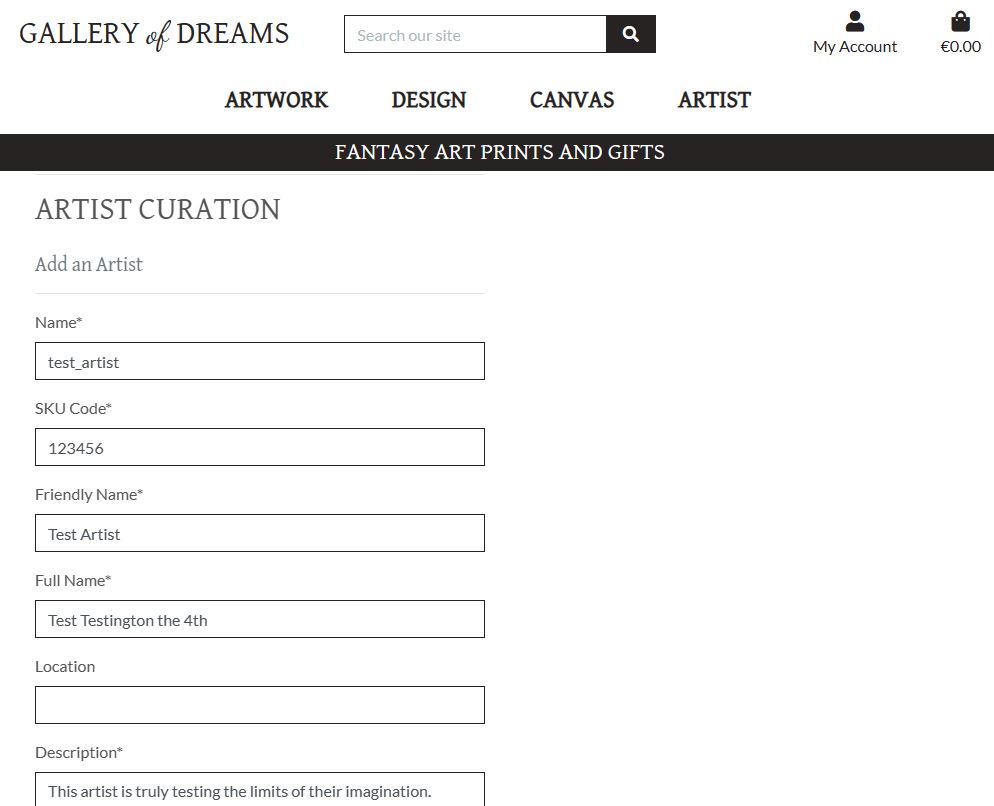 GALLERY of DREAMS
Search our site
My Account
€0.00
ARTWORK DESIGN CANVAS ARTIST
FANTASY ART PRINTS AND GIFTS
ARTIST CURATION
Add an Artist
Name*
test_artist
SKU Code*
123456
Friendly Name*
Test Artist
Full Name*
Test Testington the 4th
Location
Description*
This artist is truly testing the limits of their imagination.